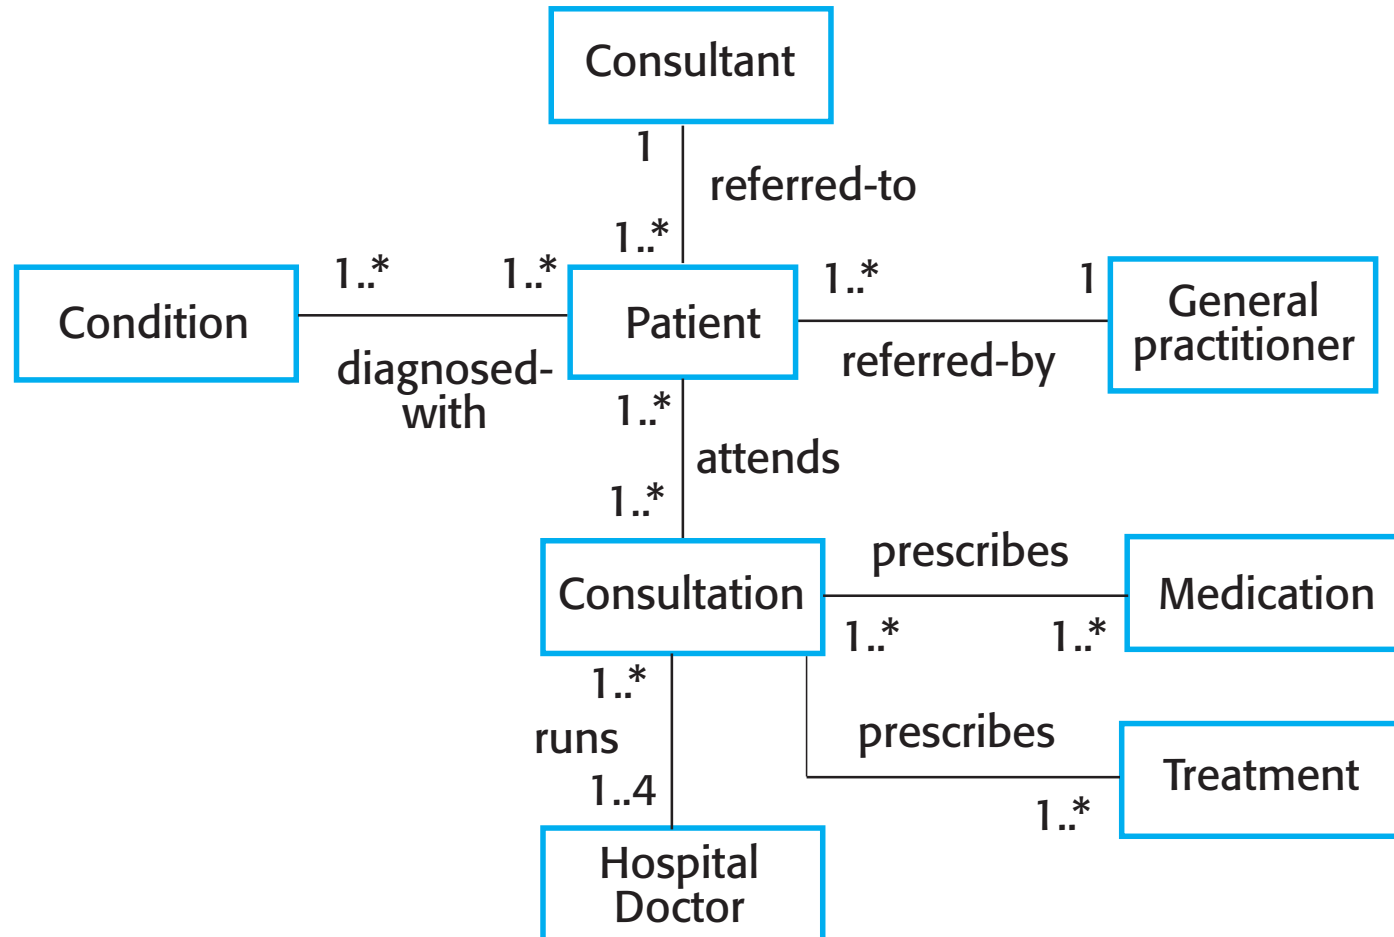 Consultant
1
referred-to
1..*
1..*
1..*
1..*
1
Condition
Patient
General
practitioner
diagnosed-
with
referred-by
1..*
attends
1..*
prescribes
Consultation
Medication
1..*
1..*
1..*
runs
prescribes
Treatment
1..4
1..*
Hospital
Doctor